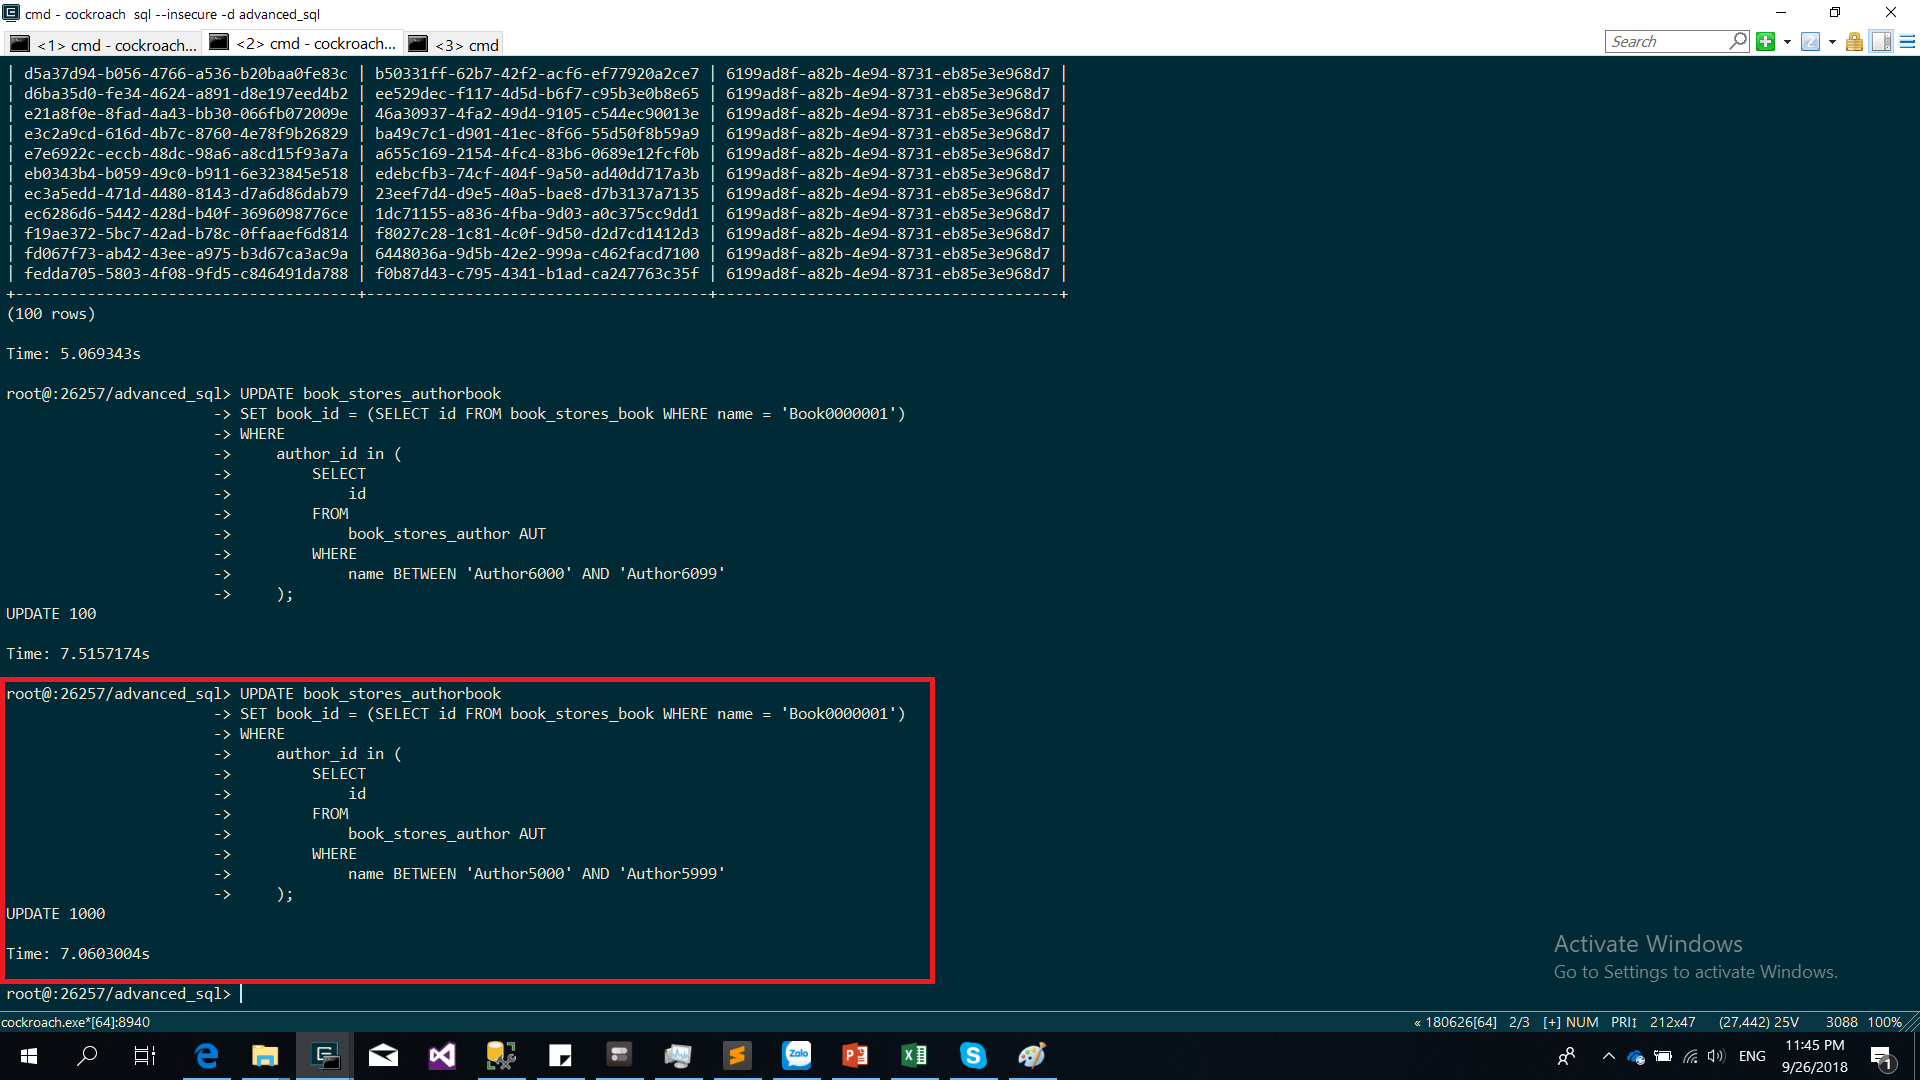 cmd - cockroach  sql --insecure -d advanced_sql
<1> cmd - cockroach... <2> cmd - cockroach... <3> cmd Search
| d5a37d94-b056-4766-a536-b20baa0fe83c | b50331ff-62b7-42f2-acf6-ef77920a2ce7 | 6199ad8f-a82b-4e94-8731-eb85e3e968d7 |
| d6ba35d0-fe34-4624-a891-d8e197eed4b2 | ee529dec-f117-4d5d-b6f7-c95b3e0b8e65 | 6199ad8f-a82b-4e94-8731-eb85e3e968d7 |
| e21a8f0e-8fad-4a43-bb30-066fb072009e | 46a30937-4fa2-49d4-9105-c544ec90013e | 6199ad8f-a82b-4e94-8731-eb85e3e968d7 |
| e3c2a9cd-616d-4b7c-8760-4e78f9b26829 | ba49c7c1-d901-41ec-8f66-55d50f8b59a9 | 6199ad8f-a82b-4e94-8731-eb85e3e968d7 |
| e7e6922c-eccb-48dc-98a6-a8cd15f93a7a | a655c169-2154-4fc4-83b6-0689e12fcf0b | 6199ad8f-a82b-4e94-8731-eb85e3e968d7 |
| eb0343b4-b059-49c0-b911-6e323845e518 | edebcfb3-74cf-404f-9a50-ad40dd717a3b | 6199ad8f-a82b-4e94-8731-eb85e3e968d7 |
| ec3a5edd-471d-4480-8143-d7a6d86dab79 | 23eef7d4-d9e5-40a5-bae8-d7b3137a7135 | 6199ad8f-a82b-4e94-8731-eb85e3e968d7 |
| ec6286d6-5442-428d-b40f-3696098776ce | 1dc71155-a836-4fba-9d03-a0c375cc9dd1 | 6199ad8f-a82b-4e94-8731-eb85e3e968d7 |
| f19ae372-5bc7-42ad-b78c-0ffaaef6d814 | f8027c28-1c81-4c0f-9d50-d2d7cd1412d3 | 6199ad8f-a82b-4e94-8731-eb85e3e968d7 |
| fd067f73-ab42-43ee-a975-b3d67ca3ac9a | 6448036a-9d5b-42e2-999a-c462facd7100 | 6199ad8f-a82b-4e94-8731-eb85e3e968d7 |
| fedda705-5803-4f08-9fd5-c846491da788 | f0b87d43-c795-4341-b1ad-ca247763c35f | 6199ad8f-a82b-4e94-8731-eb85e3e968d7 |
+--------------------------------------+--------------------------------------+--------------------------------------+
(100 rows)
Time: 5.069343s
root@:26257/advanced_sql> UPDATE book_stores_authorbook
-> SET book_id = (SELECT id FROM book_stores_book WHERE name = 'Book0000001')
-> WHERE
-> author_id in (
-> SELECT
-> id
-> FROM
-> book_stores_author AUT
-> WHERE
-> name BETWEEN 'Author6000' AND 'Author6099'
-> );
UPDATE 100
Time: 7.5157174s
root@:26257/advanced_sql> UPDATE book_stores_authorbook
-> SET book_id = (SELECT id FROM book_stores_book WHERE name = 'Book0000001')
-> WHERE
-> author_id in (
-> SELECT
-> id
-> FROM
-> book_stores_author AUT
-> WHERE
-> name BETWEEN 'Author5000' AND 'Author5999'
-> );
UPDATE 1000
Time: 7.0603004s
root@:26257/advanced_sql>
Activate Windows
Go to Settings to activate Windows.
cockroach.exe*[64]:8940 « 180626[64] 2/3 [+] NUM PRI↕ 212x47 (27,442) 25V 3088 100%
Zalo ENG 11:45 PM
9/26/2018 1